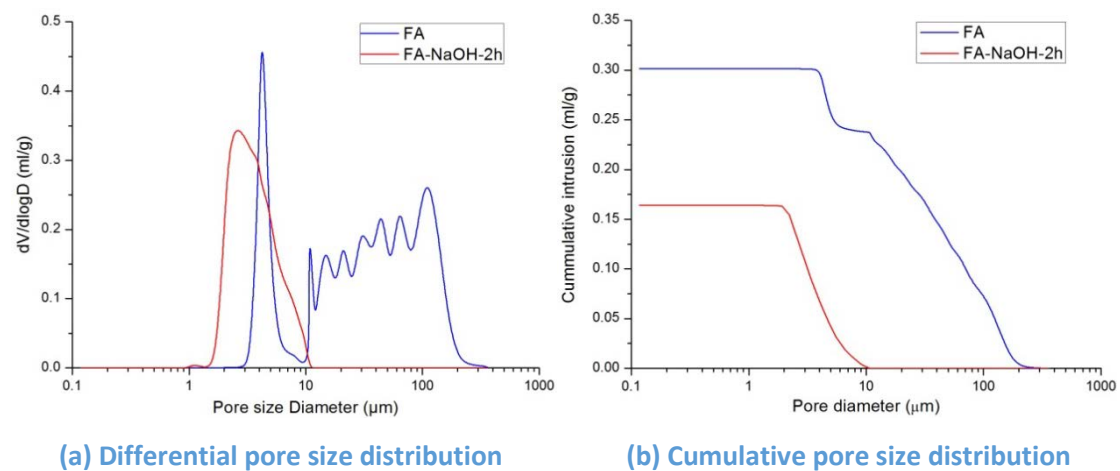 0.5
0.4
0.3
0.2
0.1
0.0
dV/dlogD (ml/g)
FA
FA-NaOH-2h
0.1
1
10
100
1000
Pore size Diameter (μm)
(a) Differential pore size distribution
0.35
0.30
0.25
0.20
0.15
0.10
0.05
0.00
Cummulative intrusion (ml/g)
FA
FA-NaOH-2h
0.1
1
10
100
1000
Pore diameter (μm)
(b) Cumulative pore size distribution